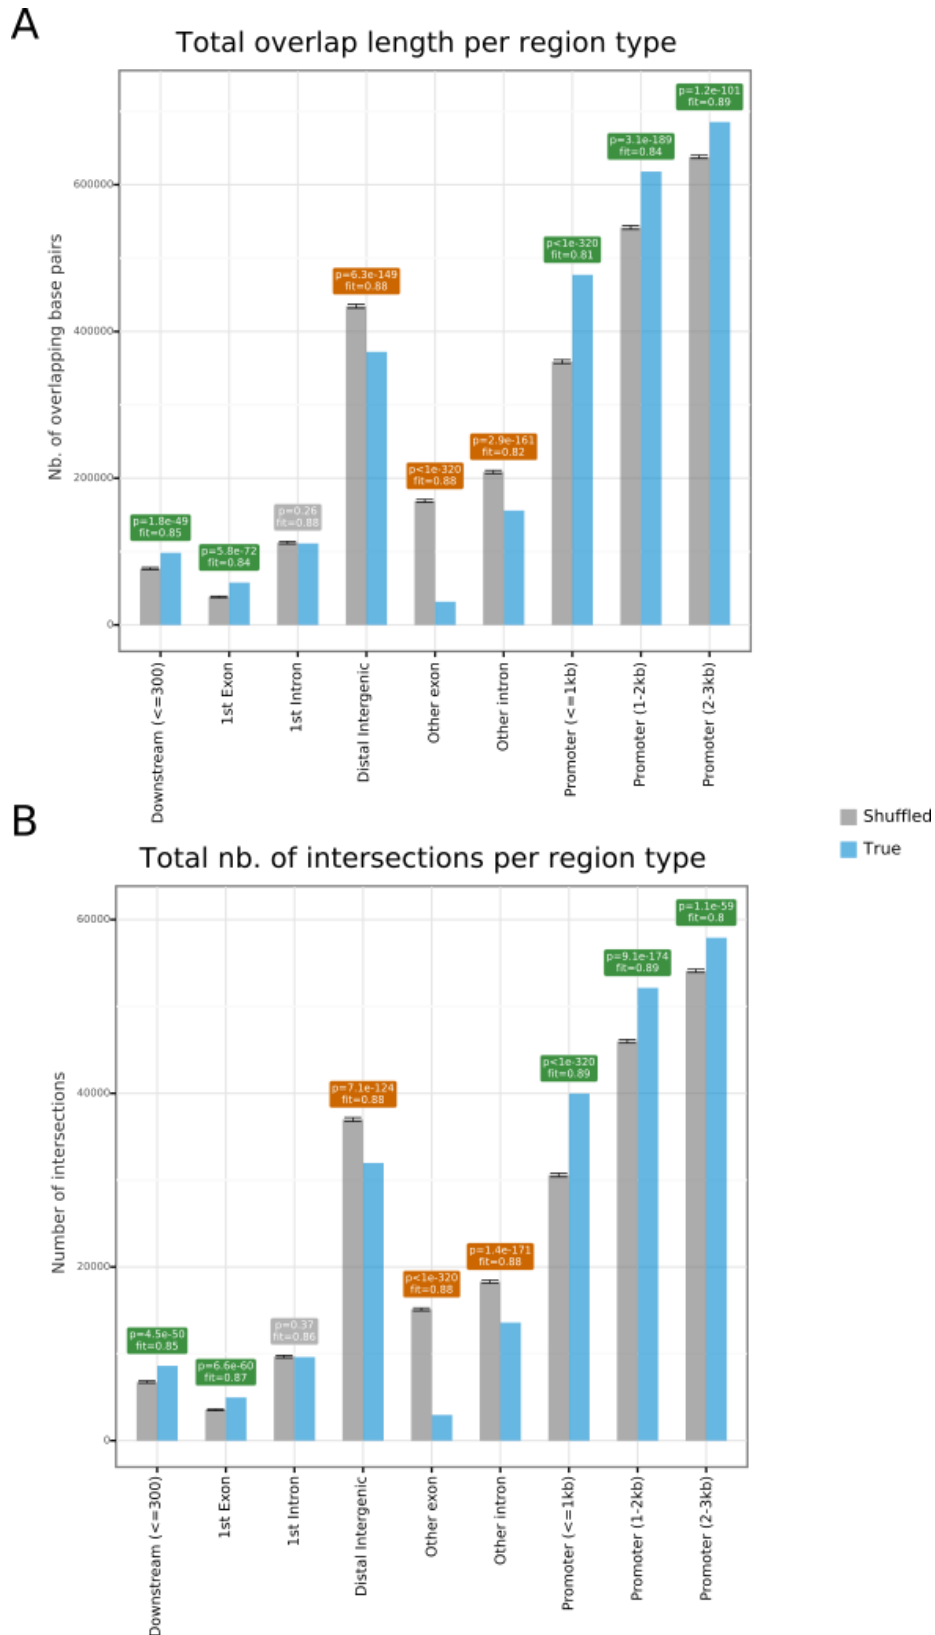 A
Total overlap length per region type
Nb. of overlapping base pairs
600000
400000
200000
0
p=1.8e-49
fit=0.85
p=5.8e-72
fit=0.84
p=0.26
fit=0.88
p=6.3e-149
fit=0.88
p<1e-320
fit=0.88
p=2.9e-161
fit=0.82
p<1e-320
fit=0.81
p=3.1e-189
fit=0.84
p=1.2e-101
fit=0.89
Downstream (<=300)
1st Exon
1st Intron
Distal Intergenic
Other exon
Other intron
Promoter (<=1kb)
Promoter (1-2kb)
Promoter (2-3kb)
Shuffled
True
B
Total nb. of intersections per region type
Number of intersections
60000
40000
20000
0
p=4.5e-50
fit=0.85
p=6.6e-60
fit=0.87
p=0.37
fit=0.86
p=7.1e-124
fit=0.88
p<1e-320
fit=0.88
p=1.4e-171
fit=0.88
p<1e-320
fit=0.89
p=9.1e-174
fit=0.89
p=1.1e-59
fit=0.8
Downstream (<=300)
1st Exon
1st Intron
Distal Intergenic
Other exon
Other intron
Promoter (<=1kb)
Promoter (1-2kb)
Promoter (2-3kb)